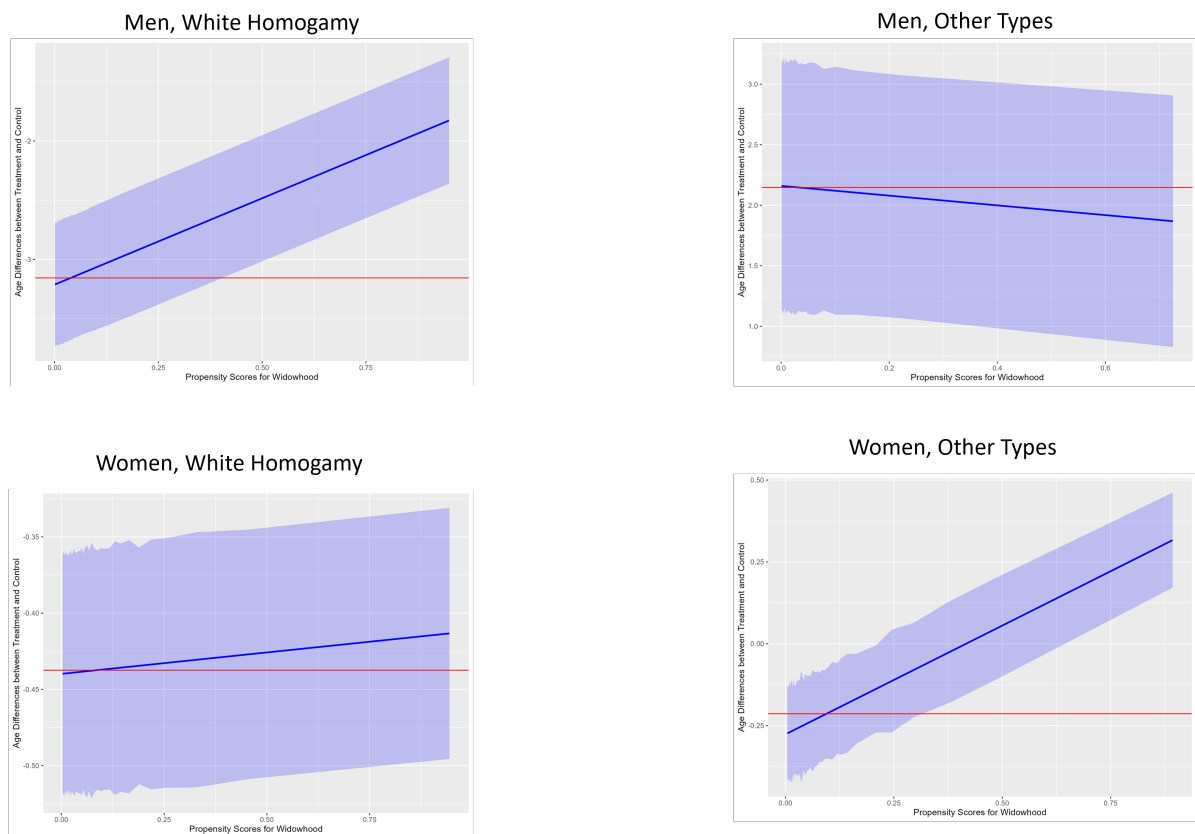 Men, White Homogamy
Age Differences between Treatment and Control
-2
-3
0.00 0.25 0.50 0.75
Propensity Scores for Widowhood
Men, Other Types
Age Differences between Treatment and Control
3.0
2.5
2.0
1.5
1.0
0.0 0.2 0.4 0.6
Propensity Scores for Widowhood
Women, White Homogamy
Age Differences between Treatment and Control
-0.35
-0.40
-0.45
-0.50
0.00 0.25 0.50 0.75
Propensity Scores for Widowhood
Women, Other Types
Age Differences between Treatment and Control
0.50
0.25
0.00
-0.25
0.00 0.25 0.50 0.75
Propensity Scores for Widowhood